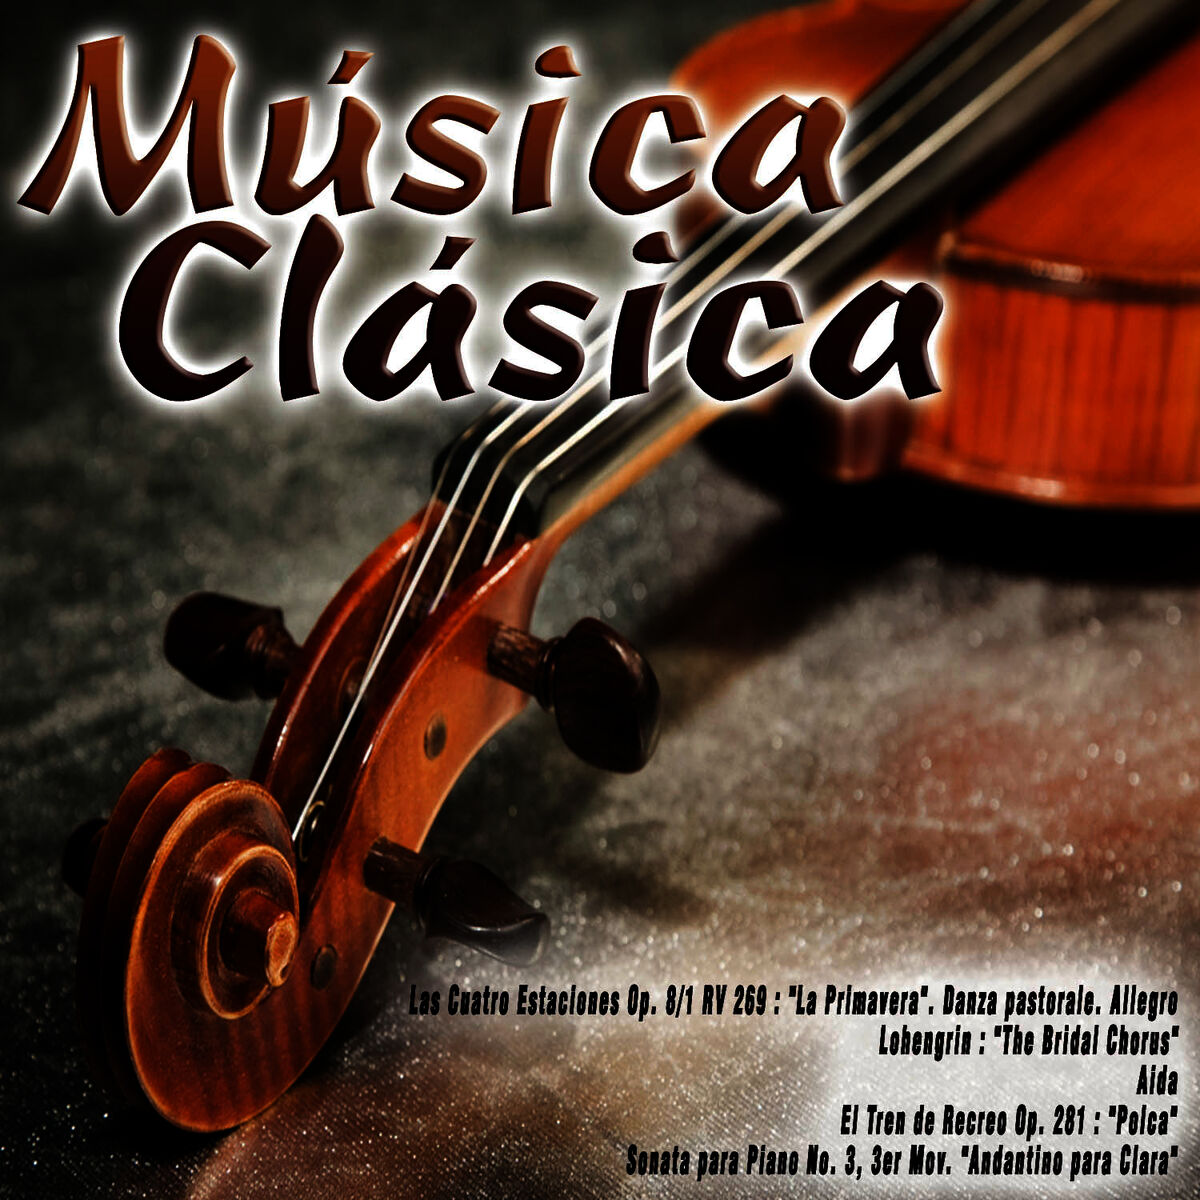 Música
Clásica
Las Cuatro Estaciones Op. 8/1 RV 269 : "La Primavera". Danza pastorale. Allegro
Lohengrin : "The Bridal Chorus"
Aida
El Tren de Recreo Op. 281 : "Polca"
Sonata para Piano No. 3, 3er Mov. "Andantino para Clara"